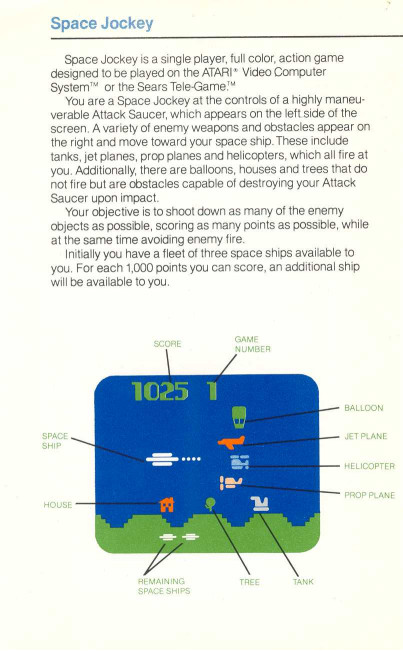 Space Jockey
Space Jockey is a single player, full color, action game
designed to be played on the ATARI® Video Computer
System™ or the Sears Tele-Game.™
You are a Space Jockey at the controls of a highly maneu-
verable Attack Saucer, which appears on the left side of the
screen. A variety of enemy weapons and obstacles appear on
the right and move toward your space ship. These include
tanks, jet planes, prop planes and helicopters, which all fire at
you. Additionally, there are balloons, houses and trees that do
not fire but are obstacles capable of destroying your Attack
Saucer upon impact.
Your objective is to shoot down as many of the enemy
objects as possible, scoring as many points as possible, while
at the same time avoiding enemy fire.
Initially you have a fleet of three space ships available to
you. For each 1,000 points you can score, an additional ship
will be available to you.
SCORE
GAME
NUMBER
1025 1
BALLOON
JET PLANE
SPACE
SHIP
HELICOPTER
PROP PLANE
HOUSE
REMAINING
SPACE SHIPS
TREE
TANK